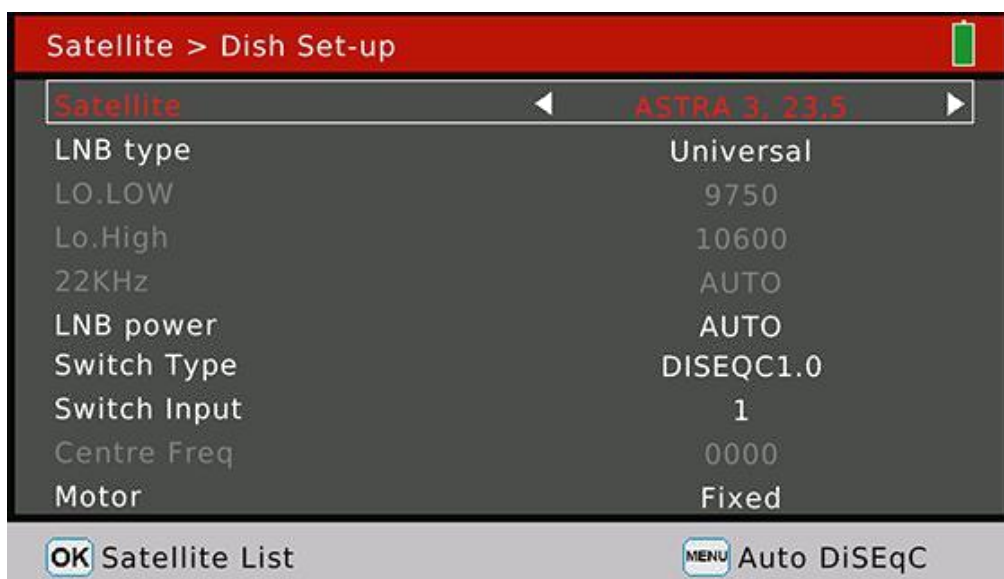 Satellite > Dish Set-up
Satellite ASTRA 3, 23.5
LNB type Universal
LO.LOW 9750
Lo.High 10600
22KHz AUTO
LNB power AUTO
Switch Type DISEQC1.0
Switch Input 1
Centre Freq 0000
Motor Fixed
OK Satellite List MENU Auto DiSEqC